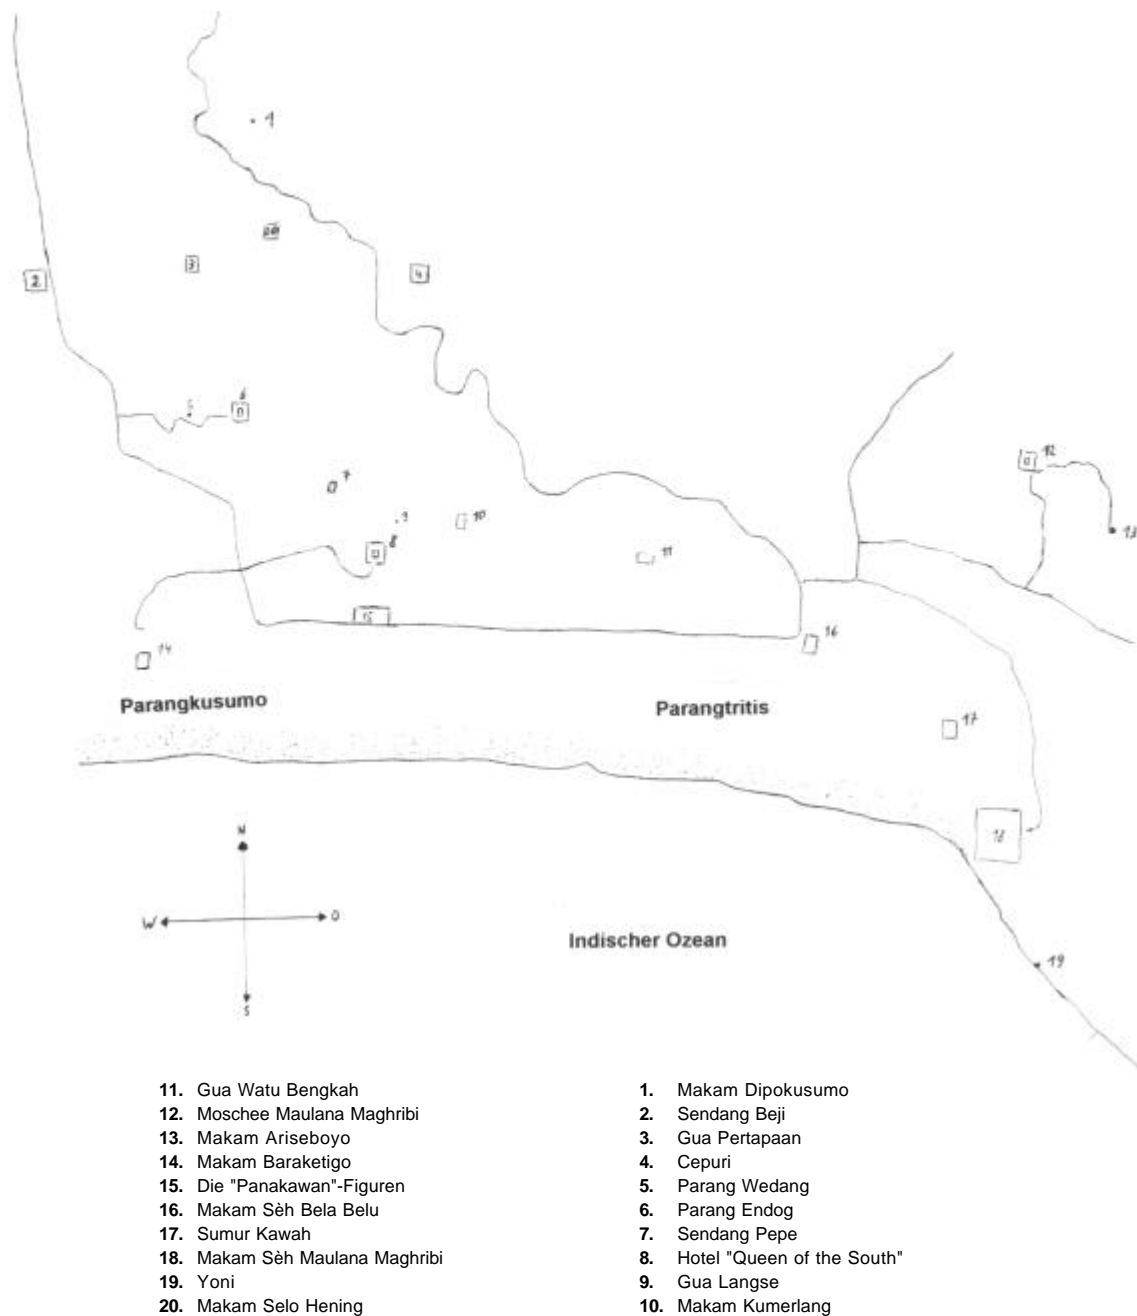 1
20
3
4
2
6
5
7
9
10
8
11
12
13
15
14
16
Parangkusumo
Parangtritis
17
18
N
W O
S
Indischer Ozean
19
11. Gua Watu Bengkah
12. Moschee Maulana Maghribi
13. Makam Ariseboyo
14. Makam Baraketigo
15. Die "Panakawan"-Figuren
16. Makam Sèh Bela Belu
17. Sumur Kawah
18. Makam Sèh Maulana Maghribi
19. Yoni
20. Makam Selo Hening
1. Makam Dipokusumo
2. Sendang Beji
3. Gua Pertapaan
4. Cepuri
5. Parang Wedang
6. Parang Endog
7. Sendang Pepe
8. Hotel "Queen of the South"
9. Gua Langse
10. Makam Kumerlang